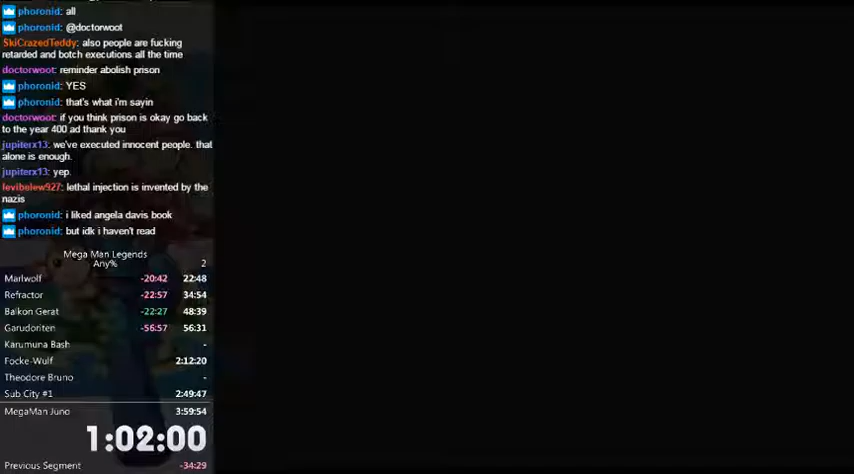 phoronid: all
phoronid: @doctorwoot
SkiCrazedTeddy: also people are fucking
retarded and botch executions all the time
doctorwoot: reminder abolish prison
phoronid: YES
phoronid: that's what i'm sayin
doctorwoot: if you think prison is okay go back
to the year 400 ad thank you
jupiterx13: we've executed innocent people. that
alone is enough.
jupiterx13: yep.
levibelew927: lethal injection is invented by the
nazis
phoronid: i liked angela davis book
phoronid: but idk i haven't read
Mega Man Legends
Any% 2
Marlwolf -20:42 22:48
Refractor -22:57 34:54
Balkon Gerat -22:27 48:39
Garudoriten -56:57 56:31
Karumuna Bash -
Focke-Wulf 2:12:20
Theodore Bruno -
Sub City #1 2:49:47
MegaMan Juno 3:59:54
1:02:00
Previous Segment -34:29